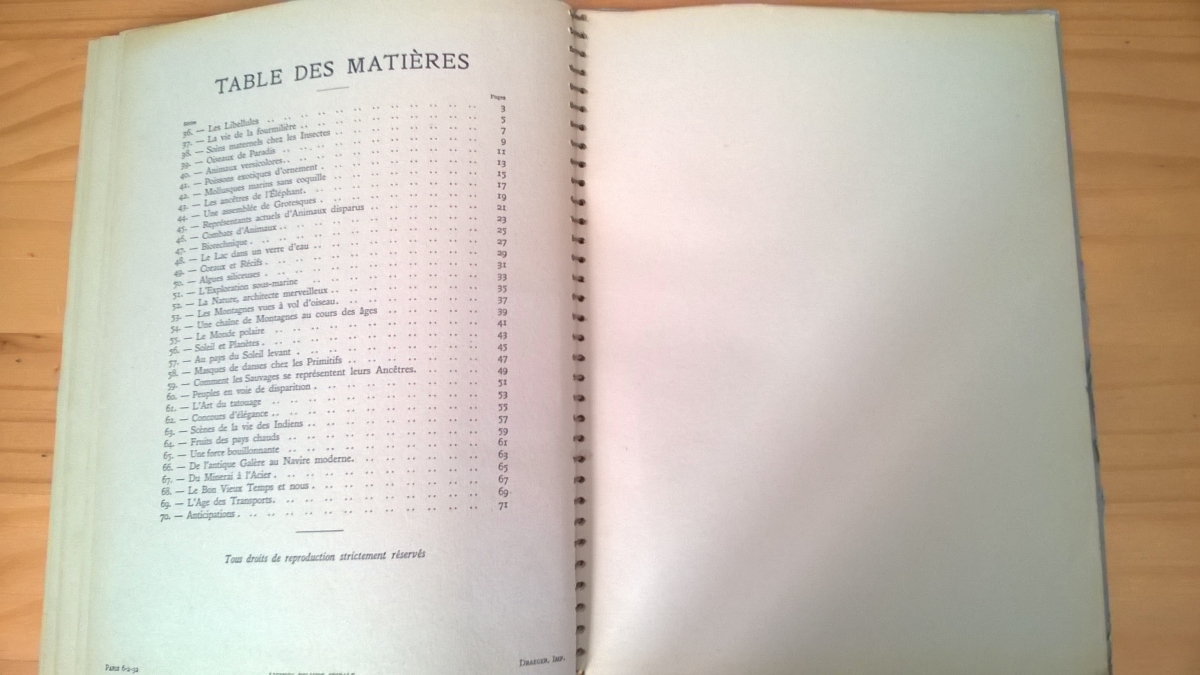 TABLE DES MATIÈRES
Pages
36. — Les Libellules 3
37. — La vie de la fourmilière 5
38. — Soins maternels chez les Insectes 7
39. — Oiseaux de Paradis 9
40. — Animaux versicolores 11
41. — Poissons exotiques d'ornement 13
42. — Mollusques marins sans coquille 15
43. — Les ancêtres de l'Éléphant 17
44. — Une assemblée de Grotesques 19
45. — Représentants actuels d'Animaux disparus 21
46. — Combats d'Animaux 23
47. — Biotechnique 25
48. — Le Lac dans un verre d'eau 27
49. — Coraux et Récifs 29
50. — Algues siliceuses 31
51. — L'Exploration sous-marine 33
52. — La Nature, architecte merveilleux 35
53. — Les Montagnes vues à vol d'oiseau 37
54. — Une chaîne de Montagnes au cours des âges 39
55. — Le Monde polaire 41
56. — Soleil et Planètes 43
57. — Au pays du Soleil levant 45
58. — Masques de danses chez les Primitifs 47
59. — Comment les Sauvages se représentent leurs Ancêtres 49
60. — Peuples en voie de disparition 51
61. — L'Art du tatouage 53
62. — Concours d'élégance 55
63. — Scènes de la vie des Indiens 57
64. — Fruits des pays chauds 59
65. — Une force bouillonnante 61
66. — De l'antique Galère au Navire moderne 63
67. — Du Minerai à l'Acier 65
68. — Le Bon Vieux Temps et nous 67
69. — L'Age des Transports 69
70. — Anticipations 71
Tous droits de reproduction strictement réservés
Paris 6-2-32
DRAEGER, IMP.